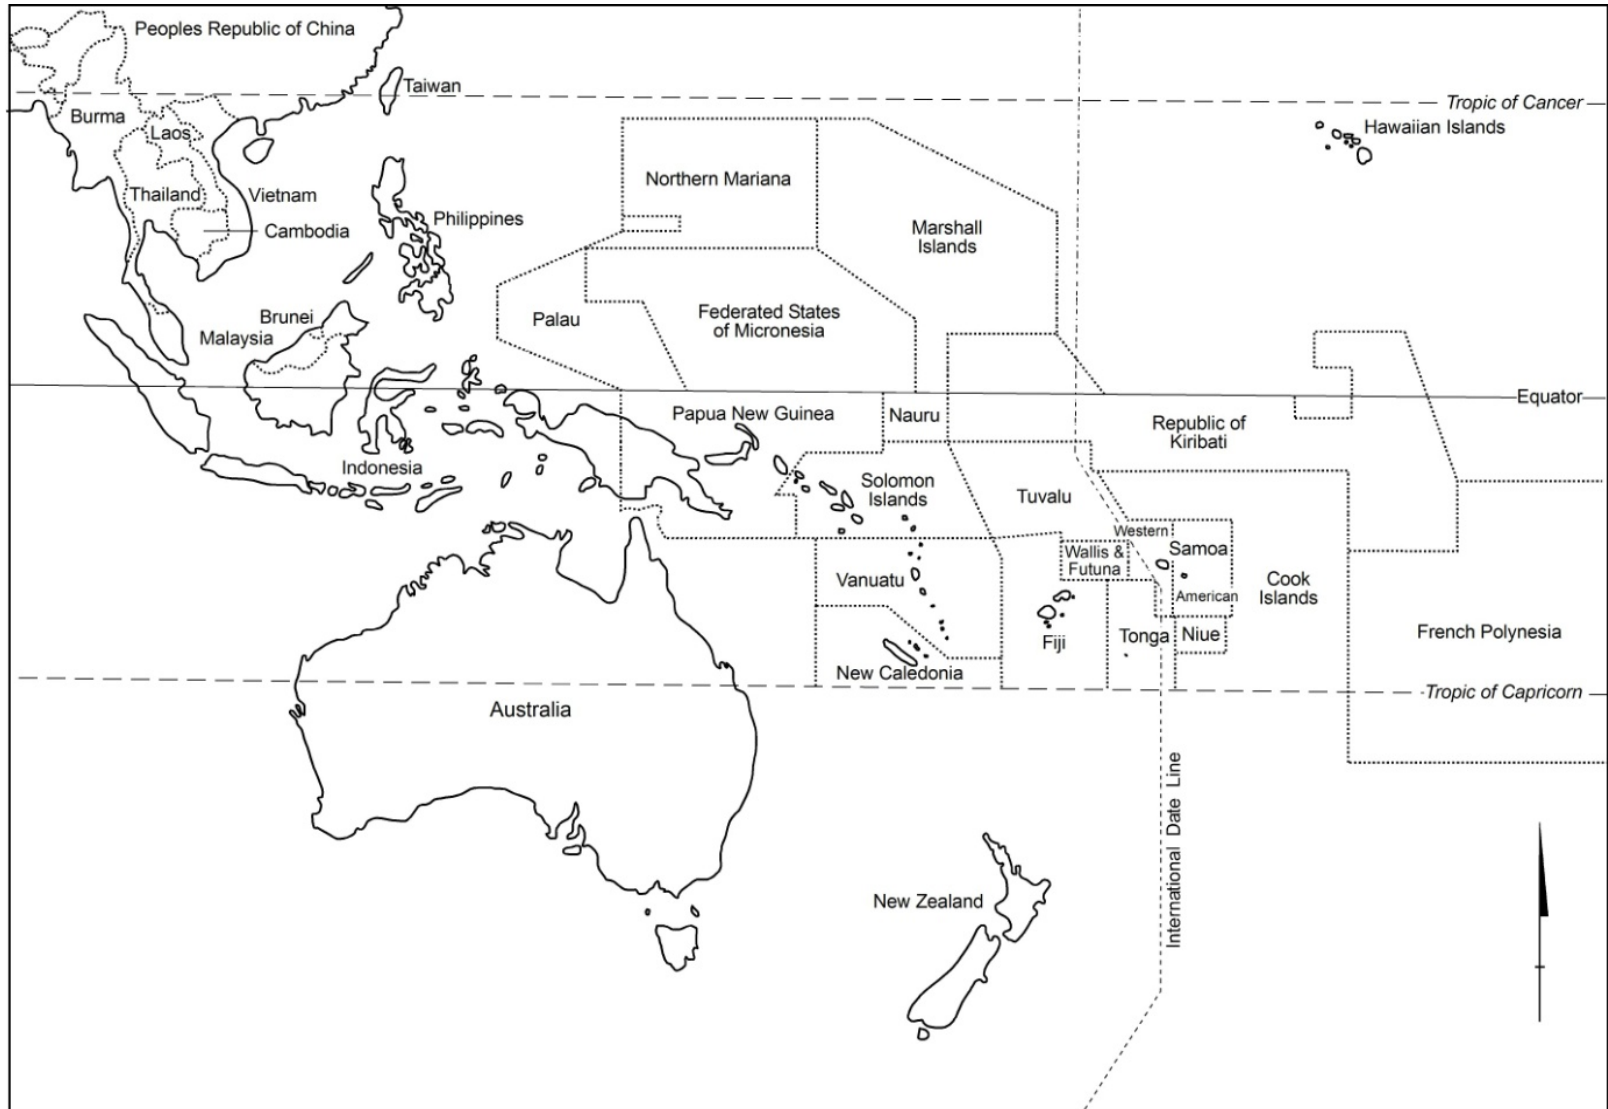 Peoples Republic of China
Taiwan
Tropic of Cancer
Burma
Hawaiian Islands
Laos
Northern Mariana
Thailand
Vietnam
Philippines
Cambodia
Marshall
Islands
Brunei
Federated States
of Micronesia
Palau
Malaysia
Equator
Papua New Guinea
Nauru
Republic of
Kiribati
Indonesia
Solomon
Islands
Tuvalu
Western
Samoa
American
Wallis &
Futuna
Vanuatu
Cook
Islands
Fiji
Tonga
Niue
French Polynesia
New Caledonia
Tropic of Capricorn
Australia
International Date Line
New Zealand